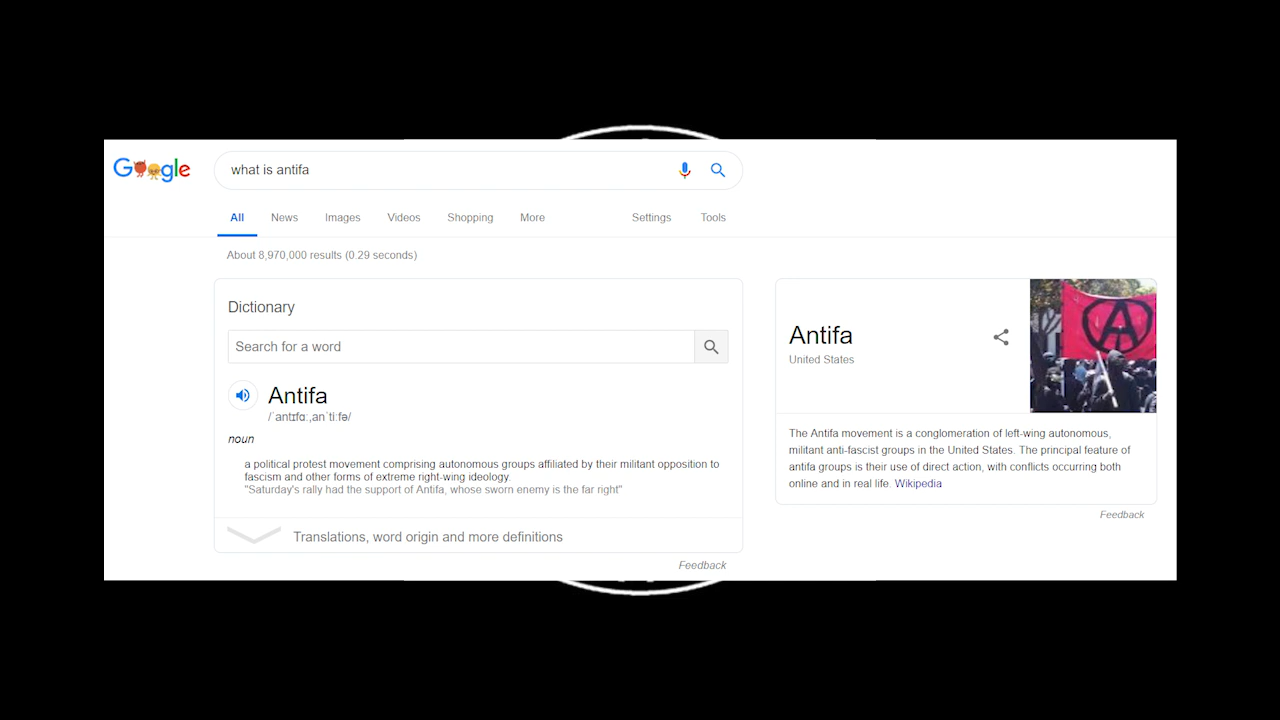 Google
what is antifa
All News Images Videos Shopping More Settings Tools
About 8,970,000 results (0.29 seconds)
Dictionary
Search for a word
Antifa
/ˈantɪfɑː,anˈtiːfə/
noun
a political protest movement comprising autonomous groups affiliated by their militant opposition to
fascism and other forms of extreme right-wing ideology.
"Saturday's rally had the support of Antifa, whose sworn enemy is the far right"
Translations, word origin and more definitions
Feedback
Antifa
United States
A
The Antifa movement is a conglomeration of left-wing autonomous,
militant anti-fascist groups in the United States. The principal feature of
antifa groups is their use of direct action, with conflicts occurring both
online and in real life. Wikipedia
Feedback